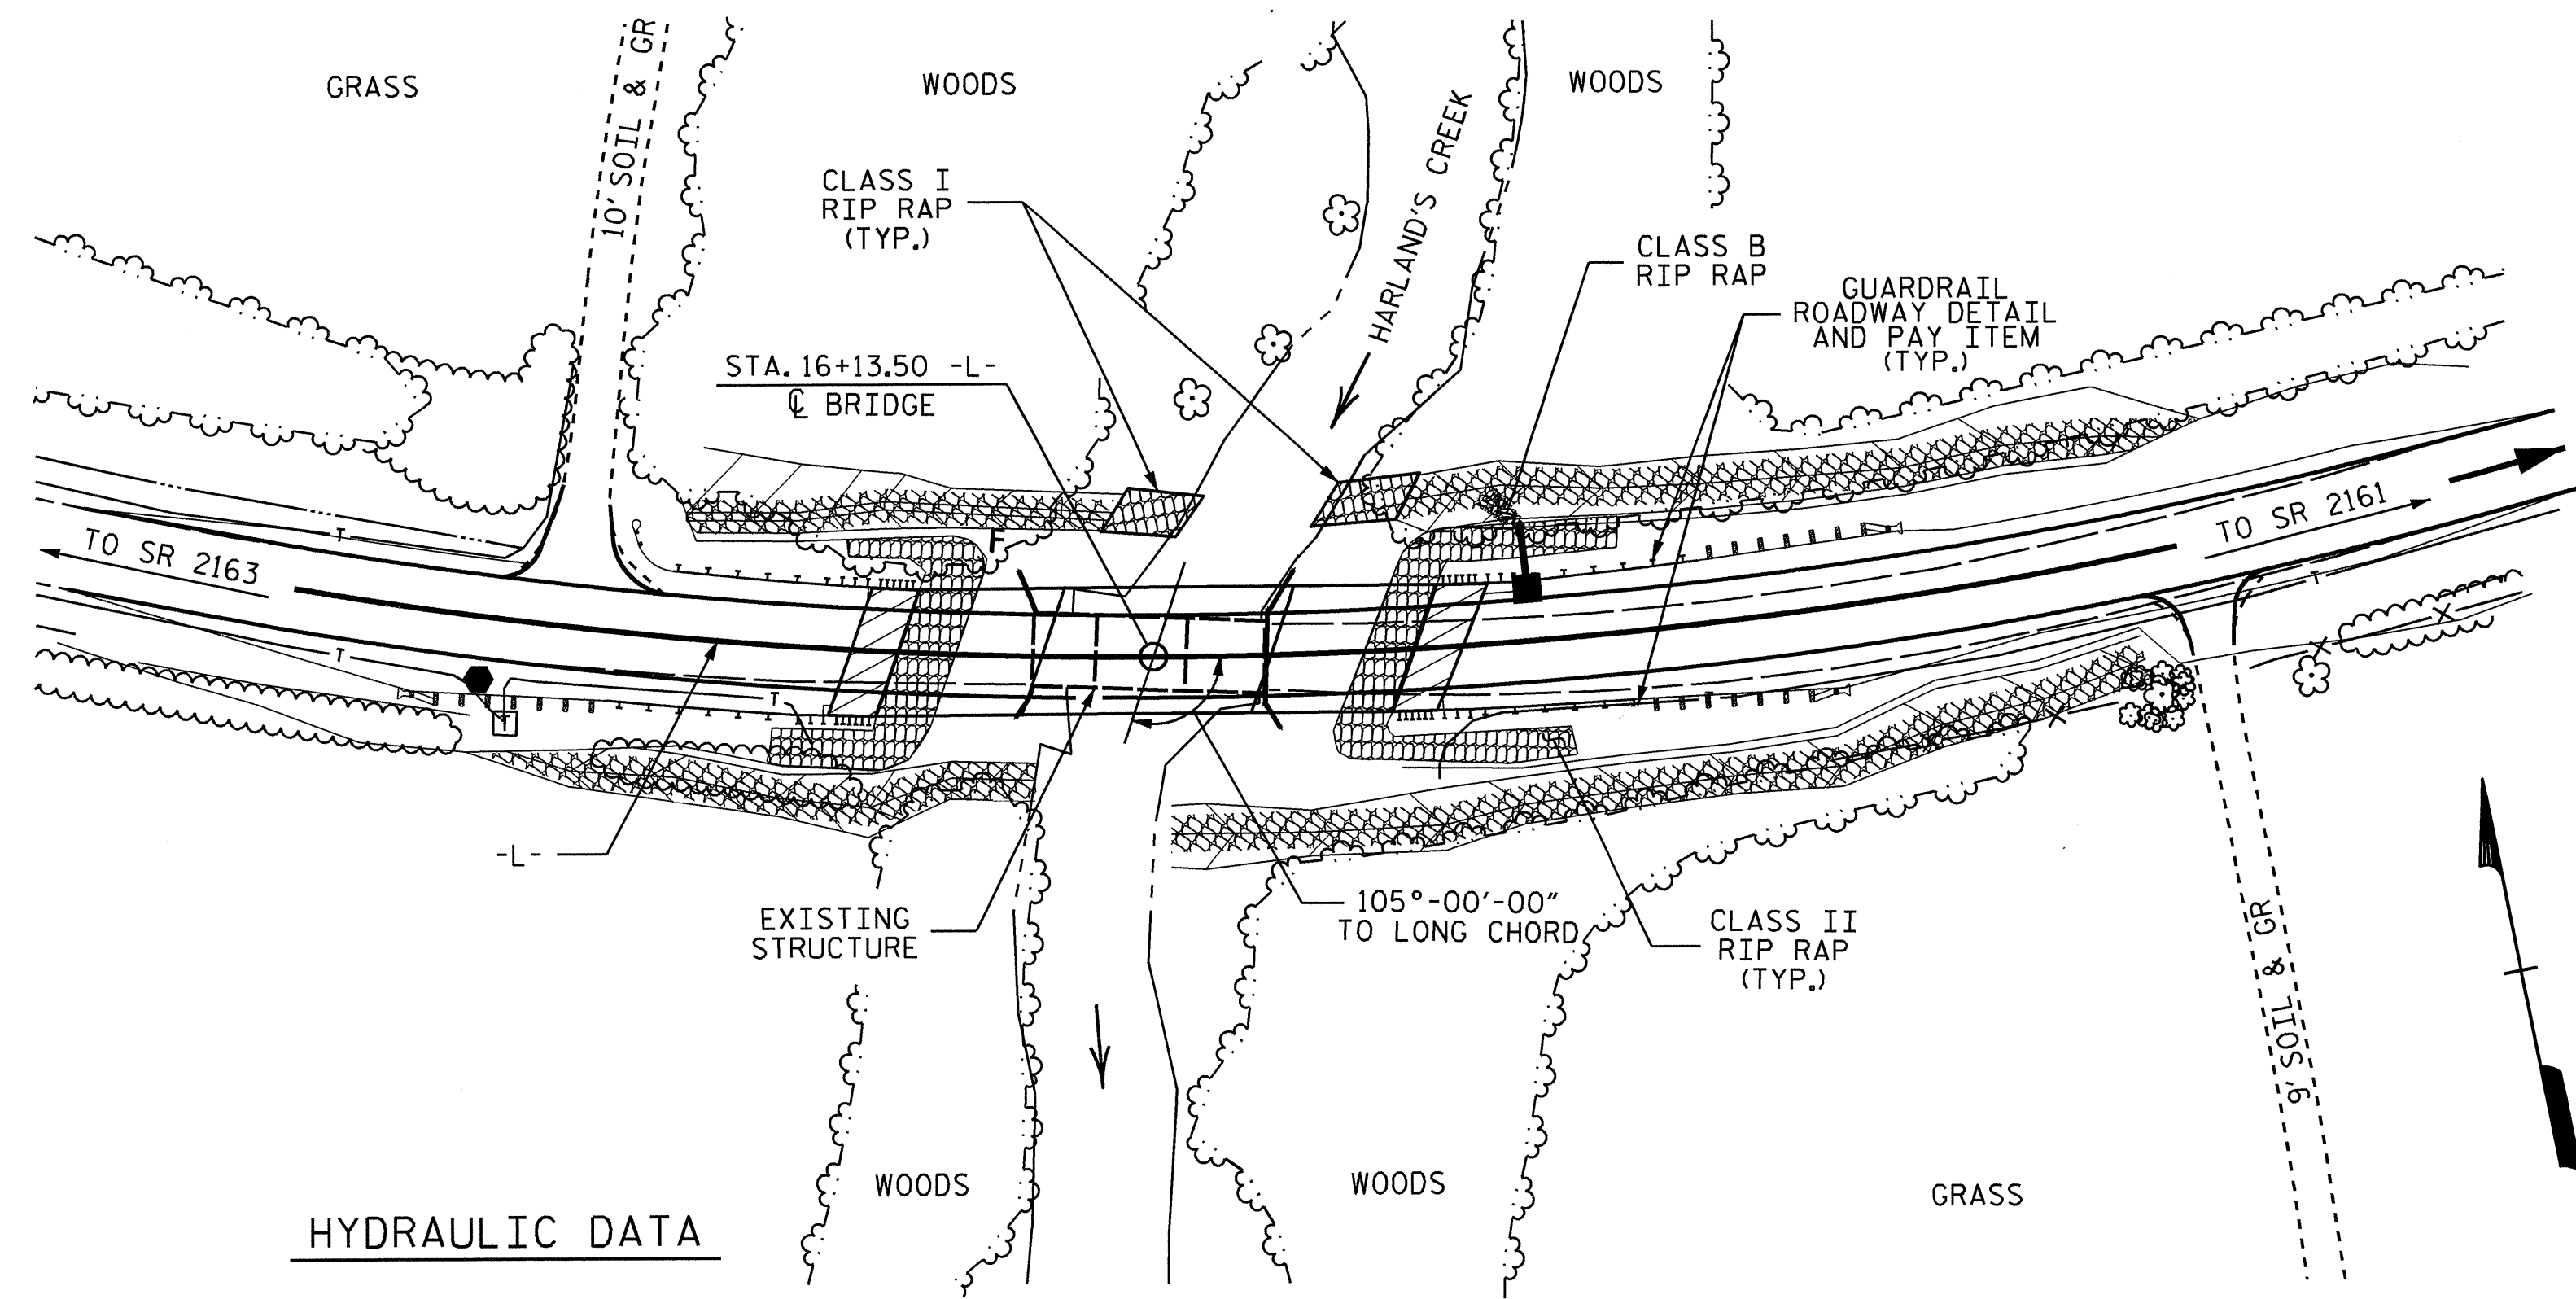 GRASS
WOODS
WOODS
10' SOIL & GR
HARLAND'S CREEK
CLASS I
RIP RAP
(TYP.)
CLASS B
RIP RAP
GUARDRAIL
ROADWAY DETAIL
AND PAY ITEM
(TYP.)
STA. 16+13.50 -L-
℄ BRIDGE
TO SR 2163
TO SR 2161
F
T
T
T
T
T
-L-
EXISTING
STRUCTURE
105°-00'-00"
TO LONG CHORD
CLASS II
RIP RAP
(TYP.)
9' SOIL & GR
WOODS
WOODS
GRASS
HYDRAULIC DATA